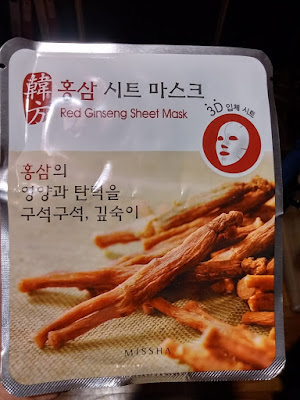 韓方
홍삼 시트 마스크
Red Ginseng Sheet Mask
3D 입체 시트
홍삼의
영양과 탄력을
구석구석, 깊숙이
MISSHA